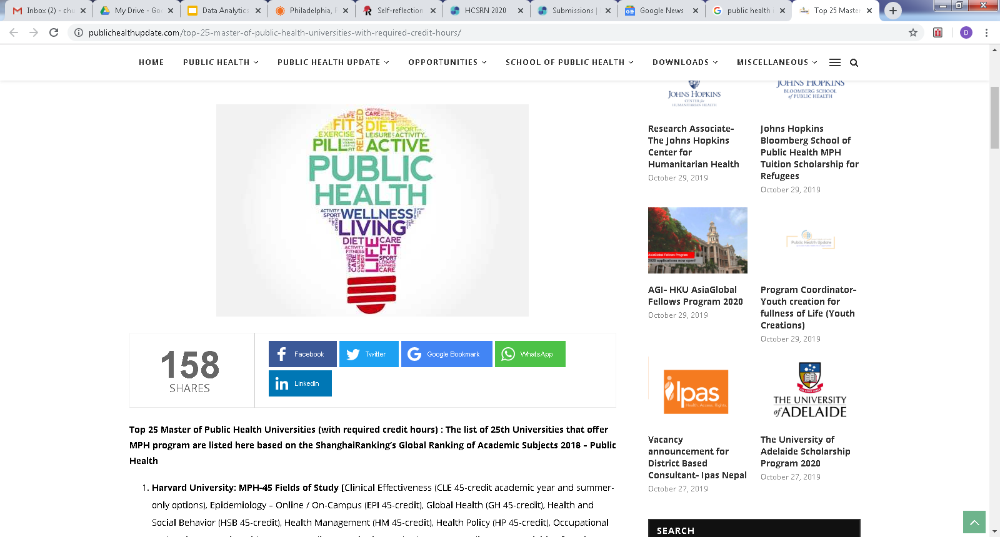 Inbox (2) - chu
My Drive - Goo
Data Analytics
Philadelphia, P
Self-reflection
HCSRN 2020
Submissions |
Google News
public health i
Top 25 Master
publichealthupdate.com/top-25-master-of-public-health-universities-with-required-credit-hours/
D
HOME
PUBLIC HEALTH
PUBLIC HEALTH UPDATE
OPPORTUNITIES
SCHOOL OF PUBLIC HEALTH
DOWNLOADS
MISCELLANEOUS
LIFESTYLE CARE
LIFE
HAPPINESS
FIT
RELAXED
DIET
SPORT
EXERCISE
LEISURE ACTIVITY
PILL
FIT
ACTIVE
PUBLIC
HEALTH
ACTIVITY
SPORT
WELLNESS
LIVING
DIET
CARE
ACTIVITY
FITNESS
LIFE
FIT
HAPPINESS
CARE
CULTURE
ENERGY
SPORT
LEISURE
HAPPINESS
CARE
158
SHARES
Facebook
Twitter
Google Bookmark
WhatsApp
LinkedIn
Top 25 Master of Public Health Universities (with required credit hours) : The list of 25th Universities that offer
MPH program are listed here based on the ShanghaiRanking's Global Ranking of Academic Subjects 2018 – Public
Health
1. Harvard University: MPH-45 Fields of Study [Clinical Effectiveness (CLE 45-credit academic year and summer-
only options), Epidemiology – Online / On-Campus (EPI 45-credit), Global Health (GH 45-credit), Health and
Social Behavior (HSB 45-credit), Health Management (HM 45-credit), Health Policy (HP 45-credit), Occupational
JOHNS HOPKINS
CENTER for
HUMANITARIAN HEALTH
Research Associate-
The Johns Hopkins
Center for
Humanitarian Health
October 29, 2019
JOHNS HOPKINS
BLOOMBERG SCHOOL
of PUBLIC HEALTH
Johns Hopkins
Bloomberg School of
Public Health MPH
Tuition Scholarship for
Refugees
October 29, 2019
AsiaGlobal Fellows Program
2020 applications now open!
AGI- HKU AsiaGlobal
Fellows Program 2020
October 29, 2019
Public Health Update
Program Coordinator-
Youth creation for
fullness of Life (Youth
Creations)
October 29, 2019
Ipas
Health. Access. Rights.
Vacancy
announcement for
District Based
Consultant- Ipas Nepal
October 27, 2019
THE UNIVERSITY
of ADELAIDE
The University of
Adelaide Scholarship
Program 2020
October 27, 2019
SEARCH